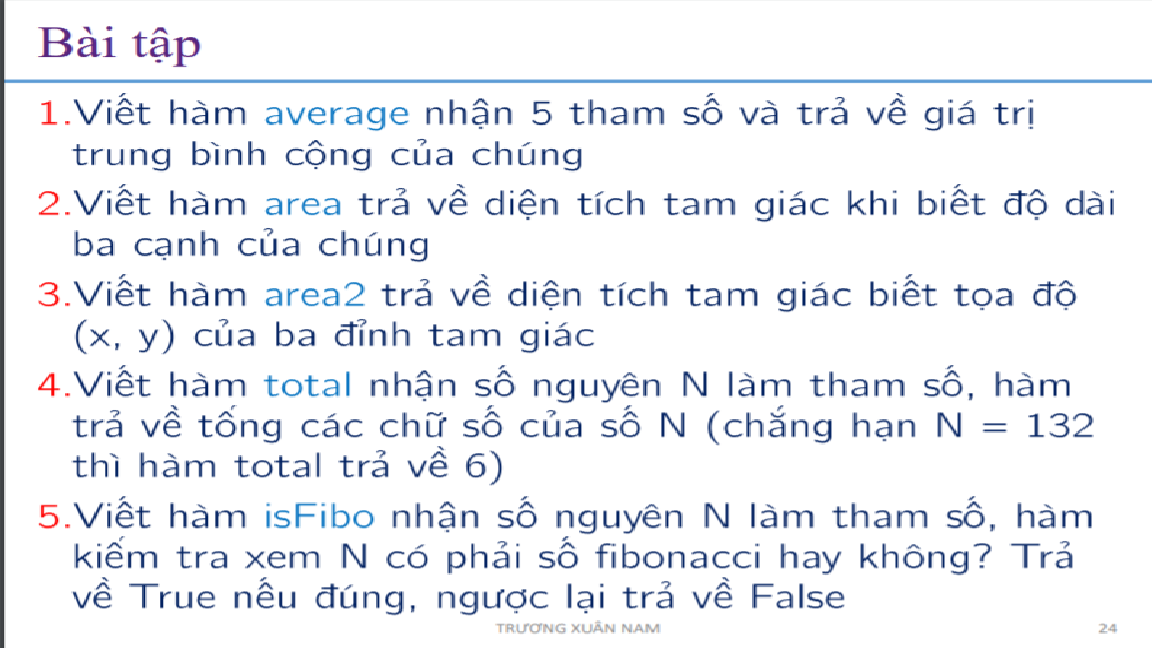 Bài tập
1.Viết hàm average nhận 5 tham số và trả về giá trị
trung bình cộng của chúng
2.Viết hàm area trả về diện tích tam giác khi biết độ dài
ba cạnh của chúng
3.Viết hàm area2 trả về diện tích tam giác biết tọa độ
(x, y) của ba đỉnh tam giác
4.Viết hàm total nhận số nguyên N làm tham số, hàm
trả về tổng các chữ số của số N (chẳng hạn N = 132
thì hàm total trả về 6)
5.Viết hàm isFibo nhận số nguyên N làm tham số, hàm
kiểm tra xem N có phải số fibonacci hay không? Trả
về True nếu đúng, ngược lại trả về False
TRƯƠNG XUÂN NAM
24